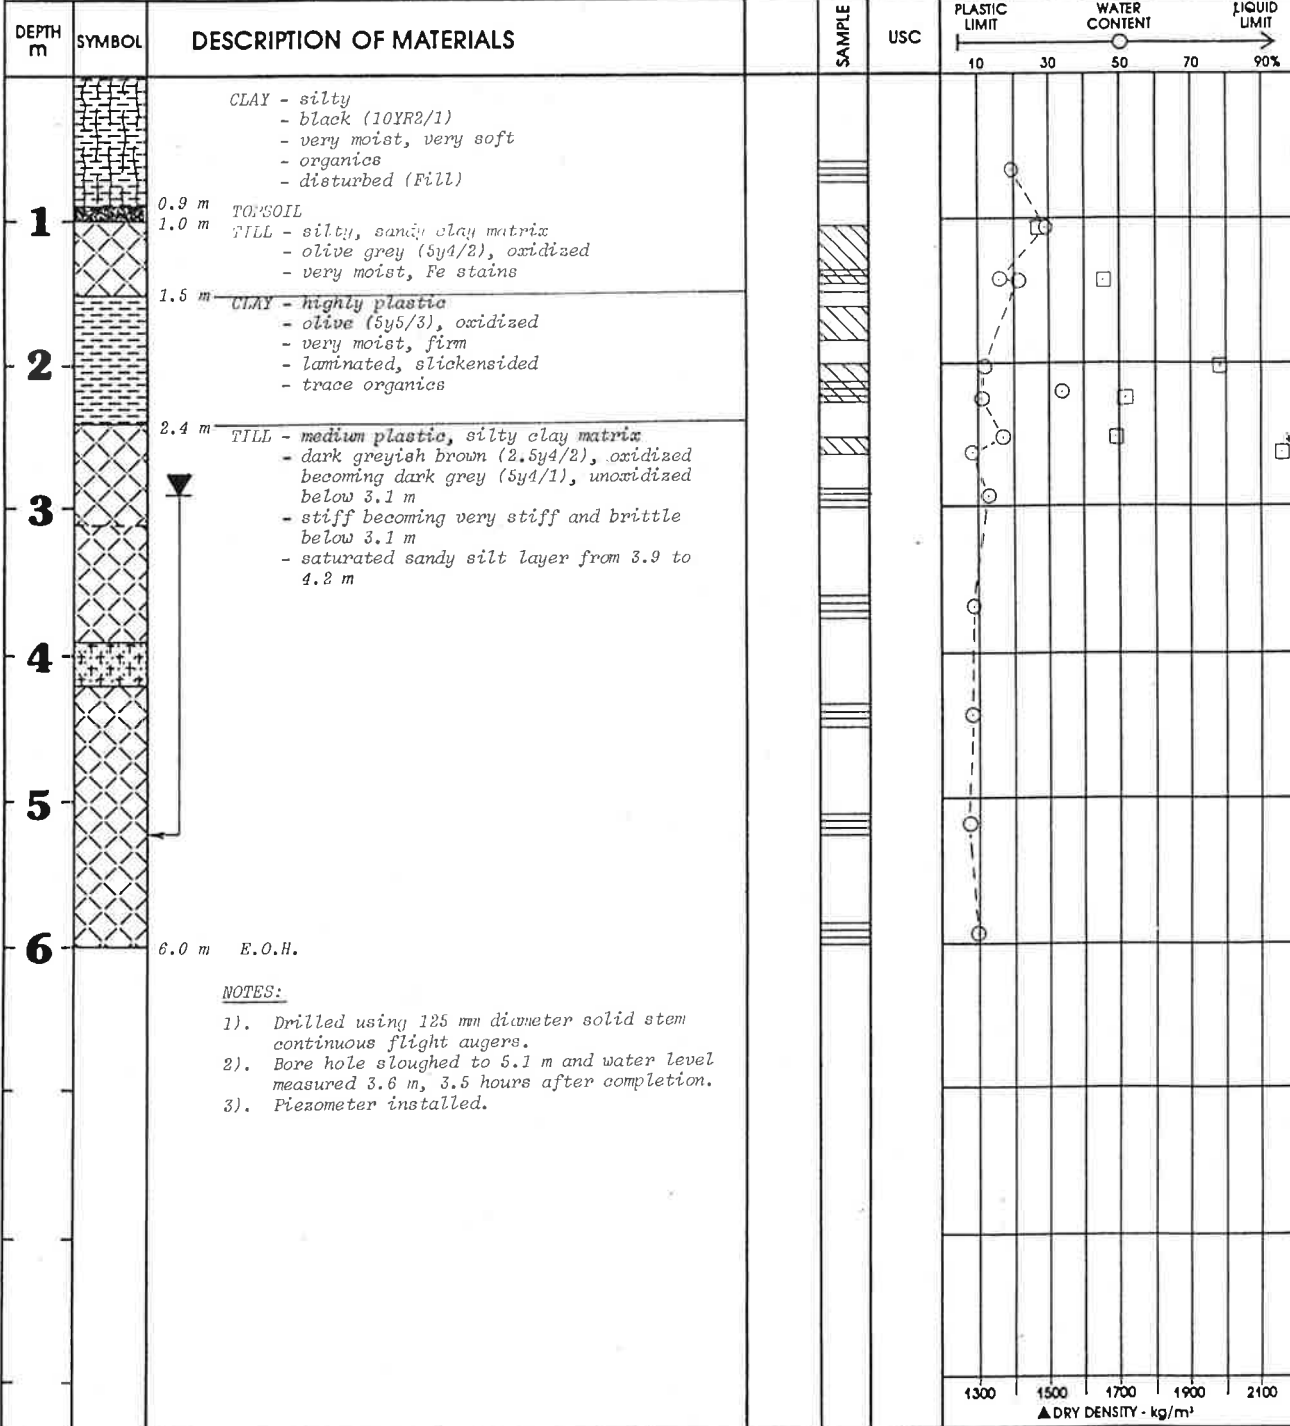 DEPTH m
SYMBOL
DESCRIPTION OF MATERIALS
SAMPLE
USC
PLASTIC LIMIT
WATER CONTENT
LIQUID LIMIT
10 30 50 70 90%
CLAY - silty
- black (10YR2/1)
- very moist, very soft
- organics
- disturbed (Fill)
0.9 m TOPSOIL
1
1.0 m TILL - silty, sandy clay matrix
- olive grey (5y4/2), oxidized
- very moist, Fe stains
1.5 m CLAY - highly plastic
- olive (5y5/3), oxidized
- very moist, firm
2
- laminated, slickensided
- trace organics
2.4 m TILL - medium plastic, silty clay matrix
- dark greyish brown (2.5y4/2), oxidized
becoming dark grey (5y4/1), unoxidized
below 3.1 m
3
- stiff becoming very stiff and brittle
below 3.1 m
- saturated sandy silt layer from 3.9 to
4.2 m
4
5
6
6.0 m E.O.H.
NOTES:
1). Drilled using 125 mm diameter solid stem
continuous flight augers.
2). Bore hole sloughed to 5.1 m and water level
measured 3.6 m, 3.5 hours after completion.
3). Piezometer installed.
1300 1500 1700 1900 2100
▲DRY DENSITY - kg/m³